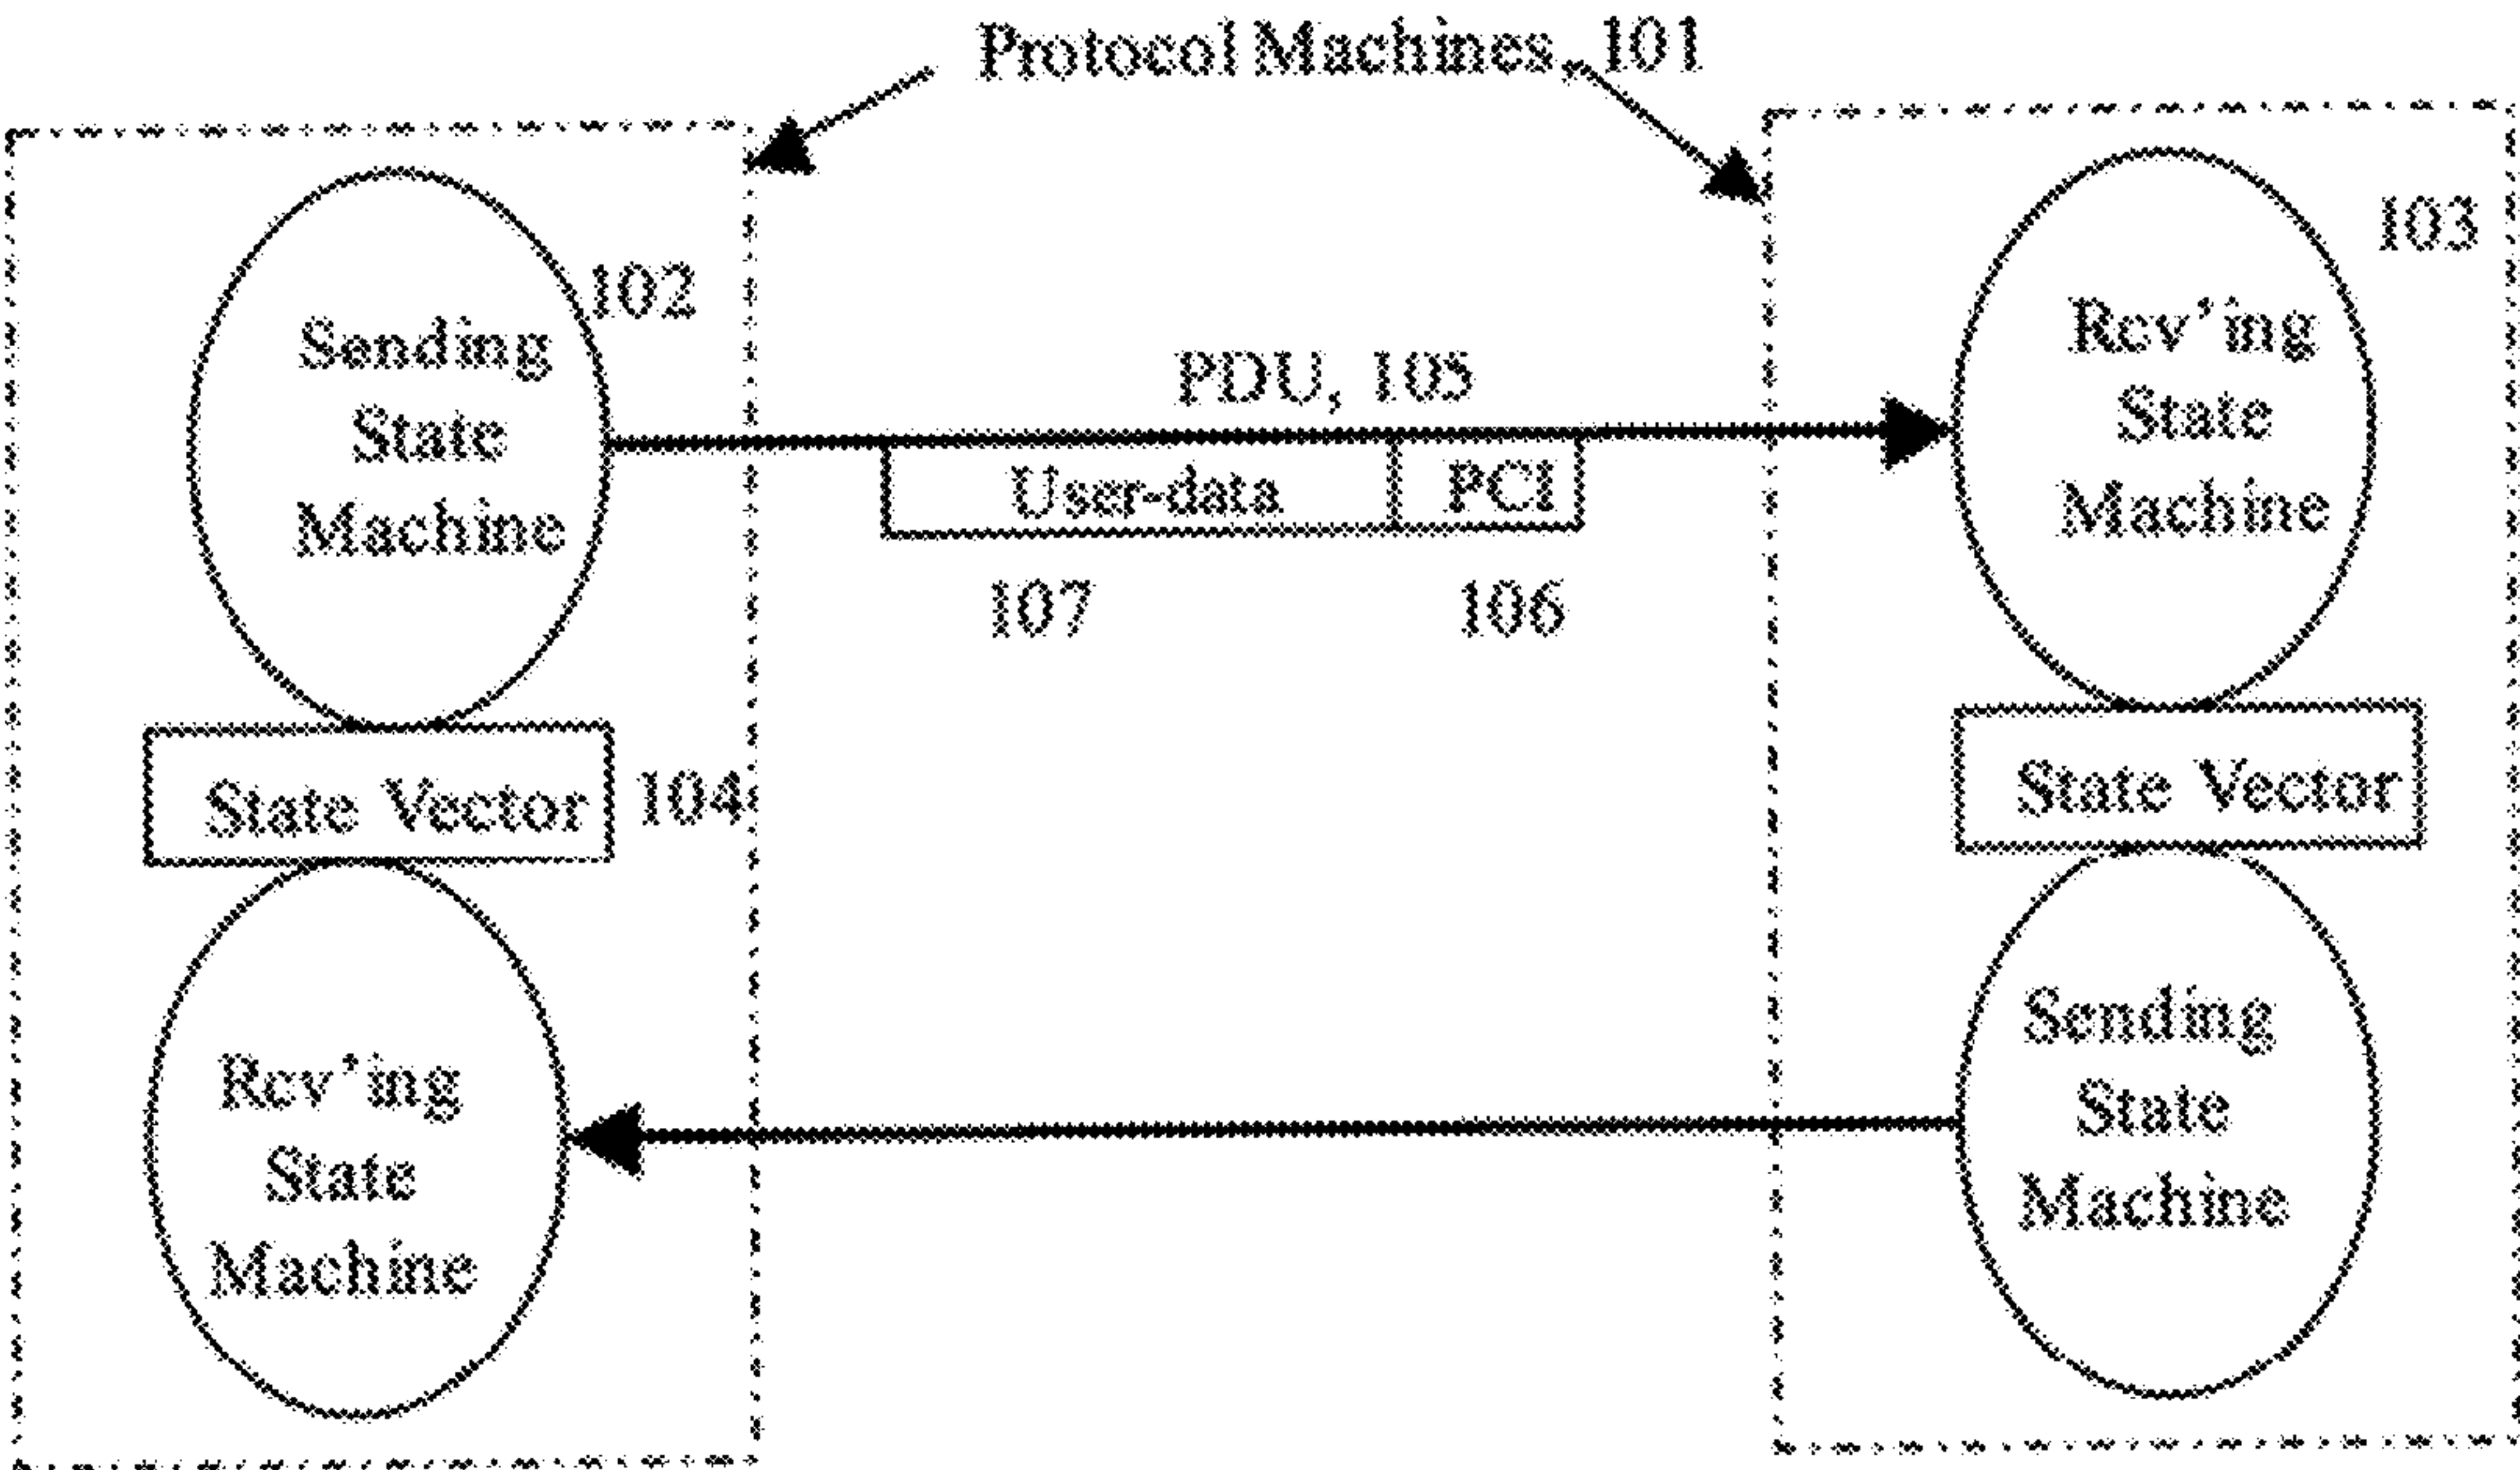 Protocol Machines, 101
103
102
Sending
State
Machine
Rcv'ing
State
Machine
PDU, 105
User-data
PCI
107
106
State Vector
104
State Vector
Rcv'ing
State
Machine
Sending
State
Machine